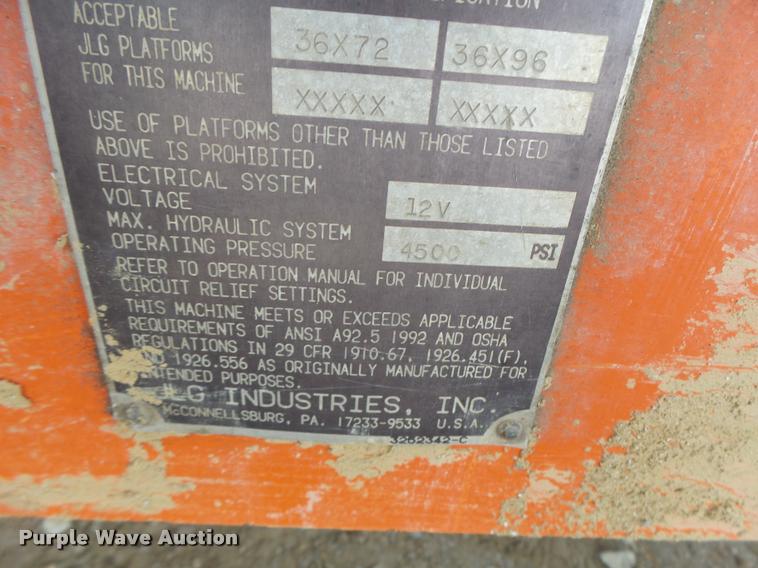 ACCEPTABLE
JLG PLATFORMS 36X72 36X96
FOR THIS MACHINE XXXXX XXXXX
USE OF PLATFORMS OTHER THAN THOSE LISTED
ABOVE IS PROHIBITED.
ELECTRICAL SYSTEM
VOLTAGE 12V
MAX. HYDRAULIC SYSTEM
OPERATING PRESSURE 4500 PSI
REFER TO OPERATION MANUAL FOR INDIVIDUAL
CIRCUIT RELIEF SETTINGS.
THIS MACHINE MEETS OR EXCEEDS APPLICABLE
REQUIREMENTS OF ANSI A92.5 1992 AND OSHA
REGULATIONS IN 29 CFR 1910.67, 1926.451(F),
AND 1926.556 AS ORIGINALLY MANUFACTURED FOR
INTENDED PURPOSES.
JLG INDUSTRIES, INC.
McCONNELLSBURG, PA. 17233-9533 U.S.A.
3252342-C
Purple Wave Auction